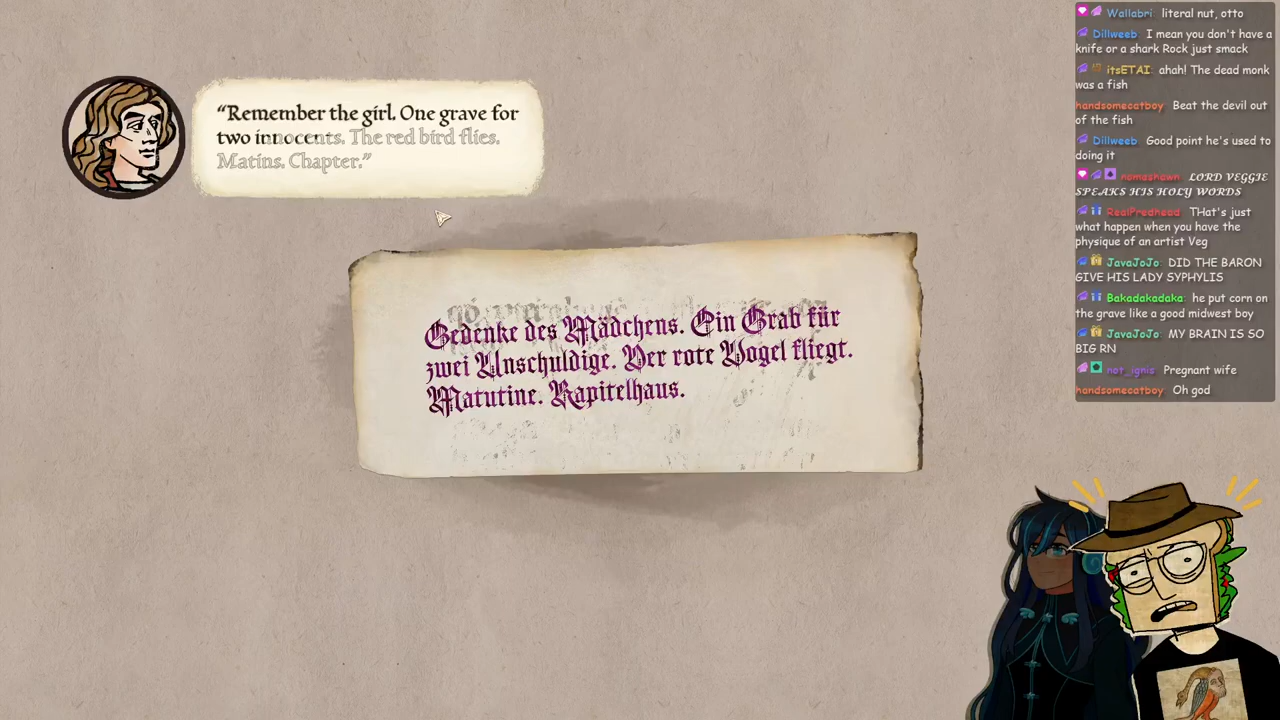 "Remember the girl. One grave for
two innocents. The red bird flies.
Matins. Chapter."
Gedenke des Mädchens. Ein Grab für
zwei Unschuldige. Der rote Vogel fliegt.
Matutine. Kapitelhaus.
Wallabri literal nut, otto
Dillweeb: I mean you don't have a
knife or a shark Rock just smack
itsETAI: ahah! The dead monk
was a fish
handsomecatboy Beat the devil out
of the fish
Dillweeb: Good point he's used to
doing it
nomashawn: LORD VEGGIE
SPEAKS HIS HOLY WORDS
RealPredhead: THat's just
what happen when you have the
physique of an artist Veg
JavaJoJo: DID THE BARON
GIVE HIS LADY SYPHYLIS
Bakadakadaka: he put corn on
the grave like a good midwest boy
JavaJoJo: MY BRAIN IS SO
BIG RN
not_ignis: Pregnant wife
handsomecatboy Oh god